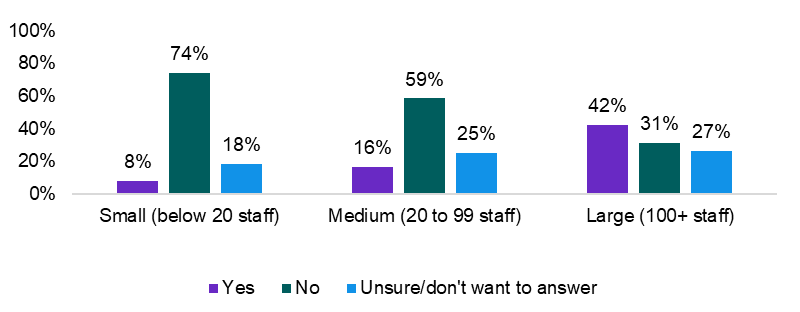 100%
80%
60%
40%
20%
0%
8%
74%
18%
16%
59%
25%
42%
31%
27%
Small (below 20 staff)
Medium (20 to 99 staff)
Large (100+ staff)
Yes
No
Unsure/don't want to answer